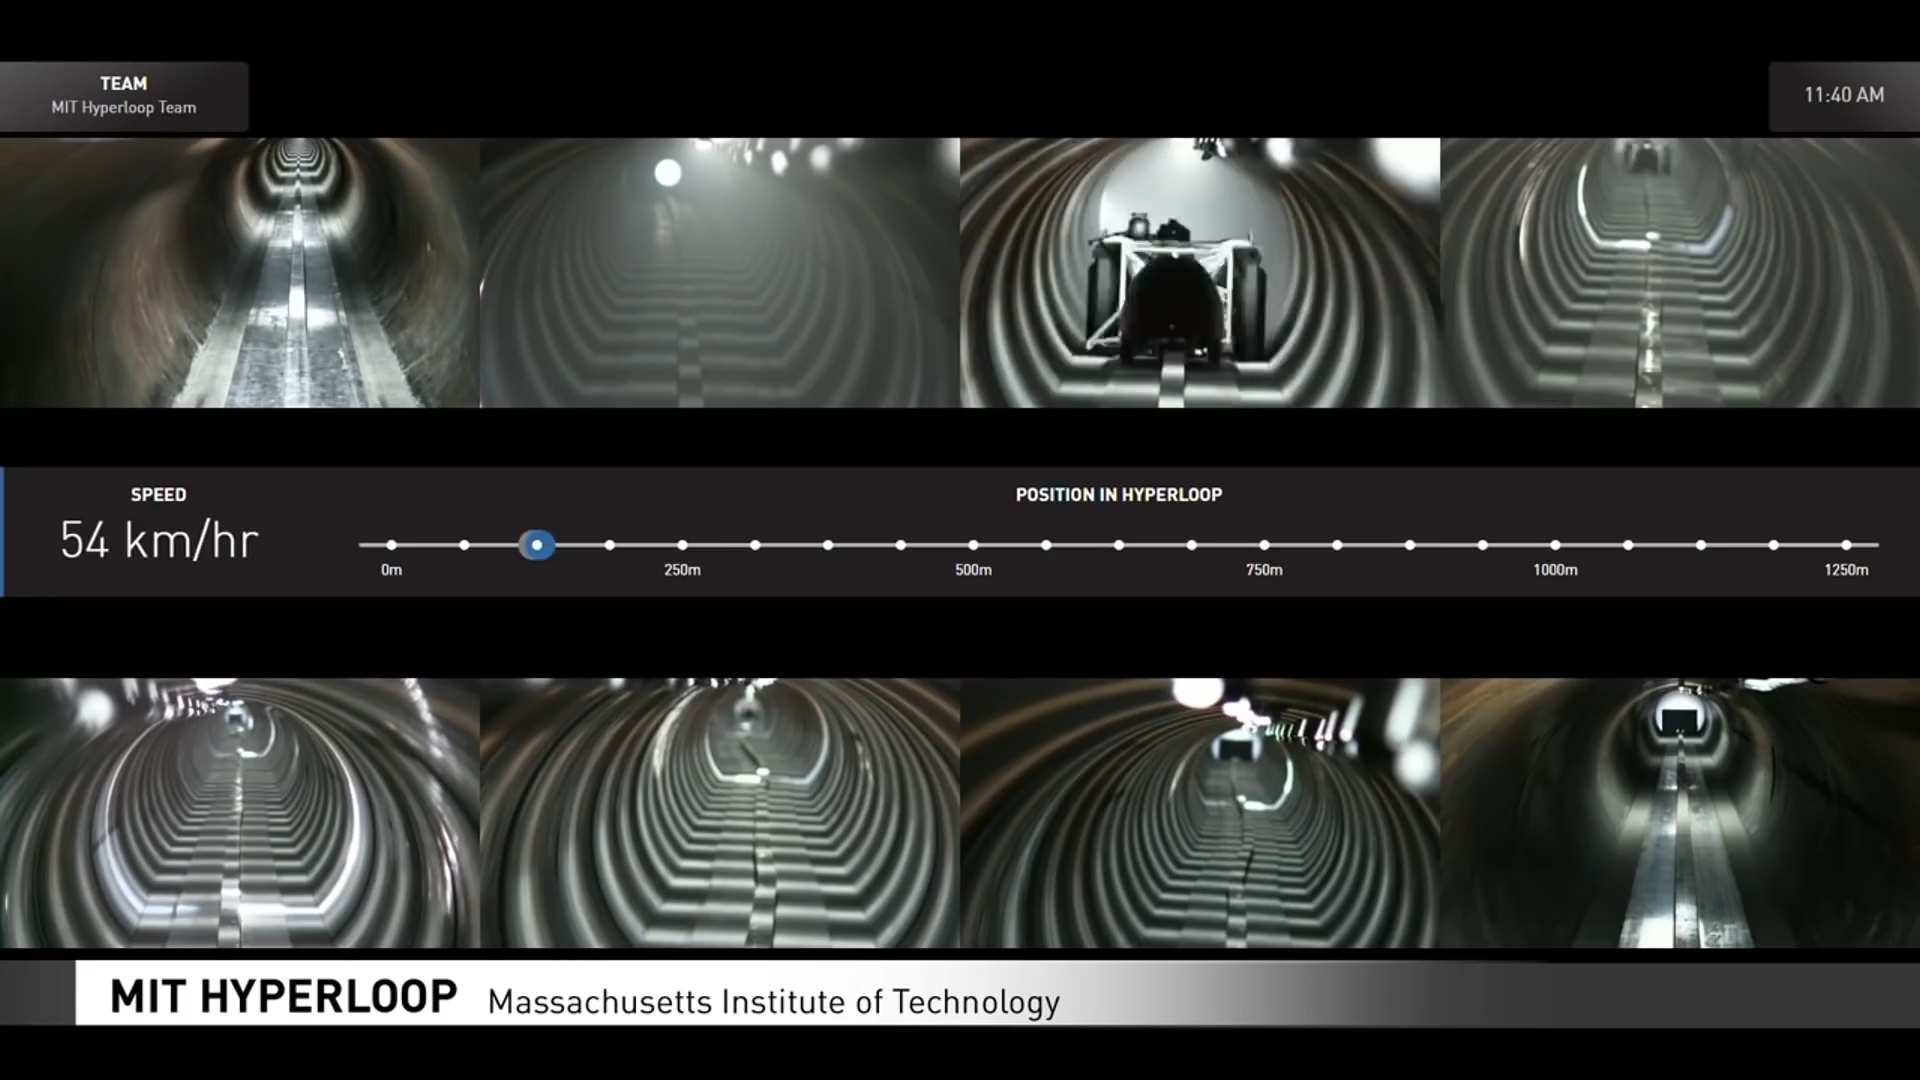 TEAM
MIT Hyperloop Team
11:40 AM
SPEED
54 km/hr
POSITION IN HYPERLOOP
0m 250m 500m 750m 1000m 1250m
MIT HYPERLOOP Massachusetts Institute of Technology